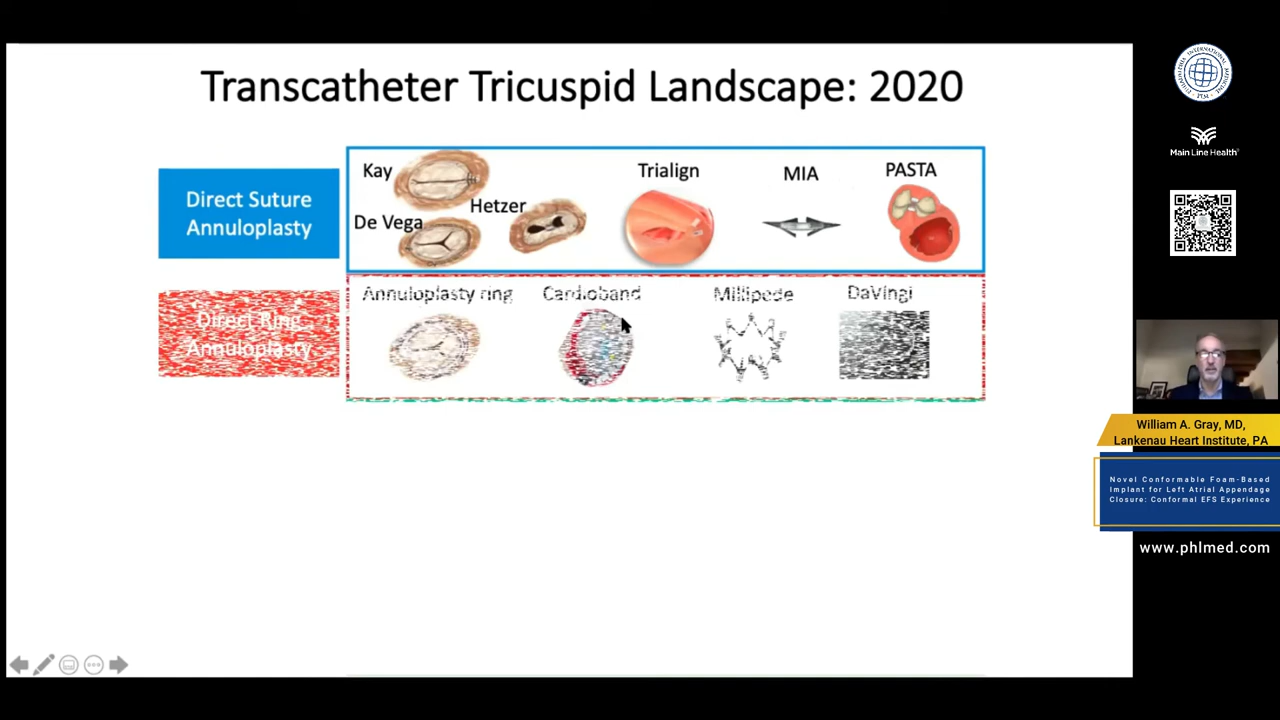 Transcatheter Tricuspid Landscape: 2020
Direct Suture
Annuloplasty
Kay
De Vega
Hetzer
Trialign
MIA
PASTA
Direct Ring
Annuloplasty
Annuloplasty ring
Cardioband
Millipede
DaVingi
Main Line Health
William A. Gray, MD,
Lankenau Heart Institute, PA
Novel Conformable Foam-Based
Implant for Left Atrial Appendage
Closure: Conformal EFS Experience
www.phlmed.com